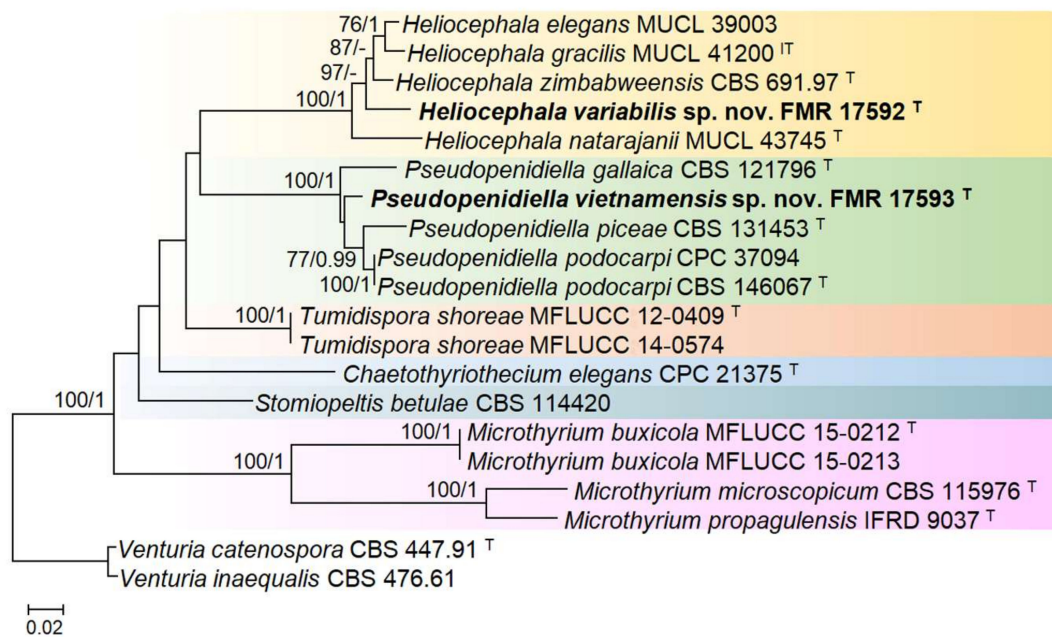 76/1
Heliocephala elegans MUCL 39003
87/-
Heliocephala gracilis MUCL 41200 IT
97/-
Heliocephala zimbabweensis CBS 691.97 T
100/1
Heliocephala variabilis sp. nov. FMR 17592 T
Heliocephala natarajanii MUCL 43745 T
Pseudopenidiella gallaica CBS 121796 T
100/1
Pseudopenidiella vietnamensis sp. nov. FMR 17593 T
Pseudopenidiella piceae CBS 131453 T
77/0.99
Pseudopenidiella podocarpi CPC 37094
100/1
Pseudopenidiella podocarpi CBS 146067 T
100/1
Tumidispora shoreae MFLUCC 12-0409 T
Tumidispora shoreae MFLUCC 14-0574
Chaetothyriothecium elegans CPC 21375 T
100/1
Stomiopeltis betulae CBS 114420
100/1
Microthyrium buxicola MFLUCC 15-0212 T
100/1
Microthyrium buxicola MFLUCC 15-0213
100/1
Microthyrium microscopicum CBS 115976 T
Microthyrium propagulensis IFRD 9037 T
Venturia catenospora CBS 447.91 T
Venturia inaequalis CBS 476.61
0.02